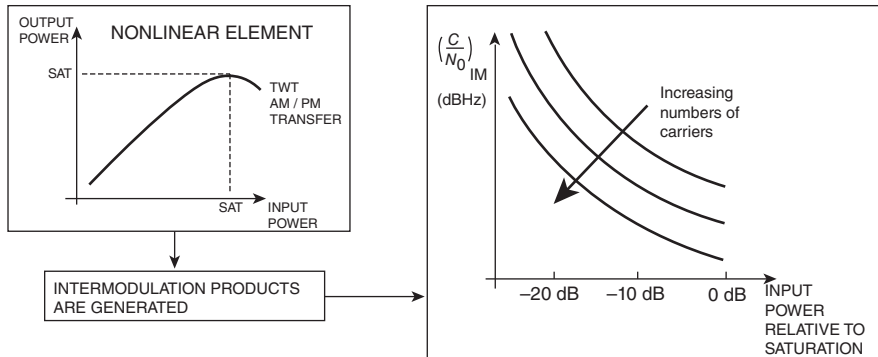 OUTPUT
POWER
NONLINEAR ELEMENT
SAT
TWT
AM / PM
TRANSFER
SAT
INPUT
POWER
INTERMODULATION PRODUCTS
ARE GENERATED
(C/N0)IM
(dBHz)
Increasing
numbers of
carriers
–20 dB
–10 dB
0 dB
INPUT
POWER
RELATIVE TO
SATURATION